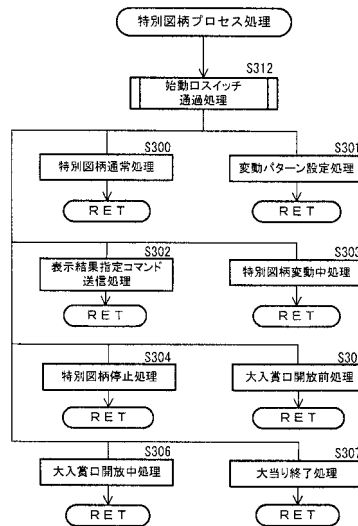 特別図柄プロセス処理
S312
始動口スイッチ
通過処理
S300
特別図柄通常処理
RET
S301
変動パターン設定処理
RET
S302
表示結果指定コマンド
送信処理
RET
S303
特別図柄変動中処理
RET
S304
特別図柄停止処理
RET
S305
大入賞口開放前処理
RET
S306
大入賞口開放中処理
RET
S307
大当り終了処理
RET